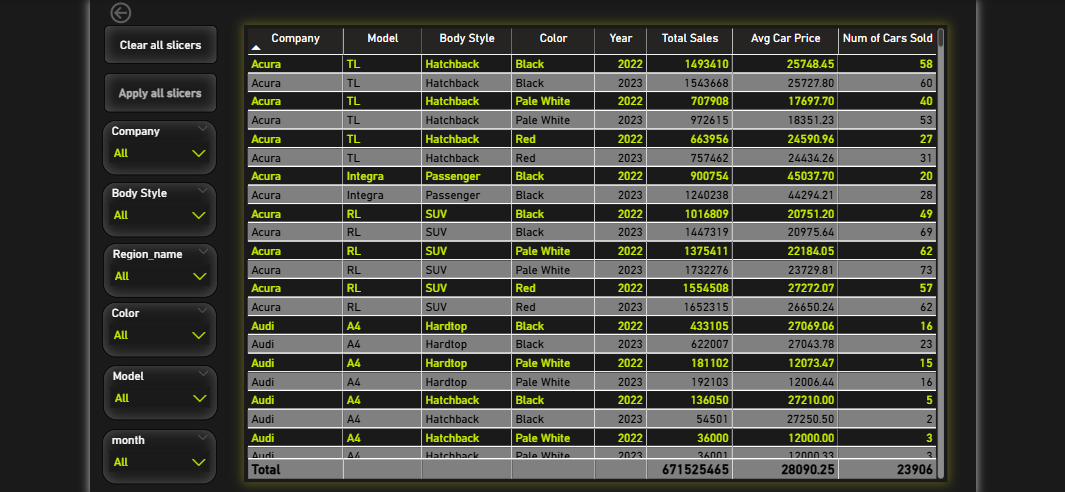 Clear all slicers
Apply all slicers
Company
All
Body Style
All
Region_name
All
Color
All
Model
All
month
All
Company Model Body Style Color Year Total Sales Avg Car Price Num of Cars Sold
Acura TL Hatchback Black 2022 1493410 25748.45 58
Acura TL Hatchback Black 2023 1543668 25727.80 60
Acura TL Hatchback Pale White 2022 707908 17697.70 40
Acura TL Hatchback Pale White 2023 972615 18351.23 53
Acura TL Hatchback Red 2022 663956 24590.96 27
Acura TL Hatchback Red 2023 757462 24434.26 31
Acura Integra Passenger Black 2022 900754 45037.70 20
Acura Integra Passenger Black 2023 1240238 44294.21 28
Acura RL SUV Black 2022 1016809 20751.20 49
Acura RL SUV Black 2023 1447319 20975.64 69
Acura RL SUV Pale White 2022 1375411 22184.05 62
Acura RL SUV Pale White 2023 1732276 23729.81 73
Acura RL SUV Red 2022 1554508 27272.07 57
Acura RL SUV Red 2023 1652315 26650.24 62
Audi A4 Hardtop Black 2022 433105 27069.06 16
Audi A4 Hardtop Black 2023 622007 27043.78 23
Audi A4 Hardtop Pale White 2022 181102 12073.47 15
Audi A4 Hardtop Pale White 2023 192103 12006.44 16
Audi A4 Hatchback Black 2022 136050 27210.00 5
Audi A4 Hatchback Black 2023 54501 27250.50 2
Audi A4 Hatchback Pale White 2022 36000 12000.00 3
Audi A4 Hatchback Pale White 2023 36001 12000.33 3
Total 671525465 28090.25 23906